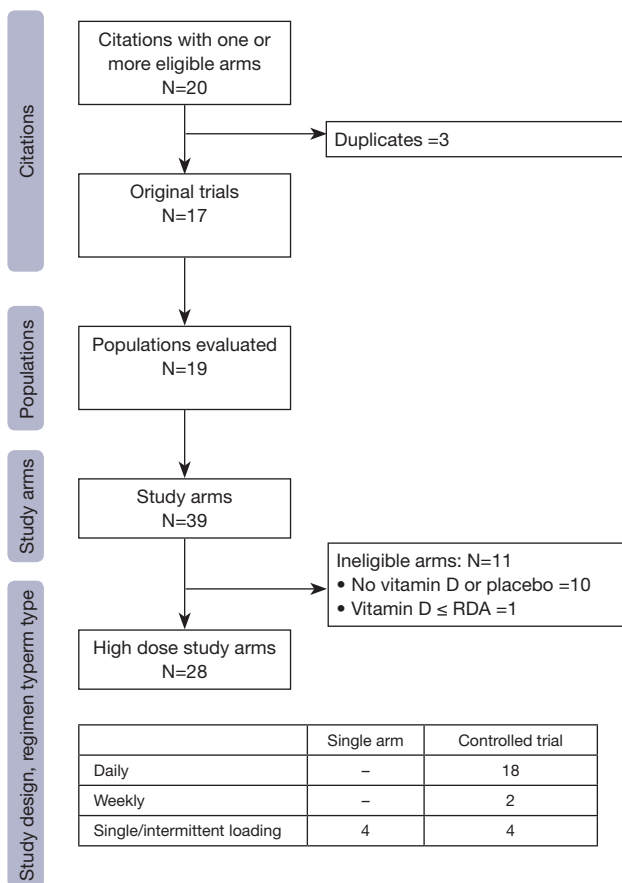 Citations
Citations with one or
more eligible arms
N=20
Duplicates =3
Original trials
N=17
Populations
Populations evaluated
N=19
Study arms
Study arms
N=39
Ineligible arms: N=11
• No vitamin D or placebo =10
• Vitamin D ≤ RDA =1
Study design, regimen typerm type
High dose study arms
N=28
Single arm Controlled trial
Daily – 18
Weekly – 2
Single/intermittent loading 4 4